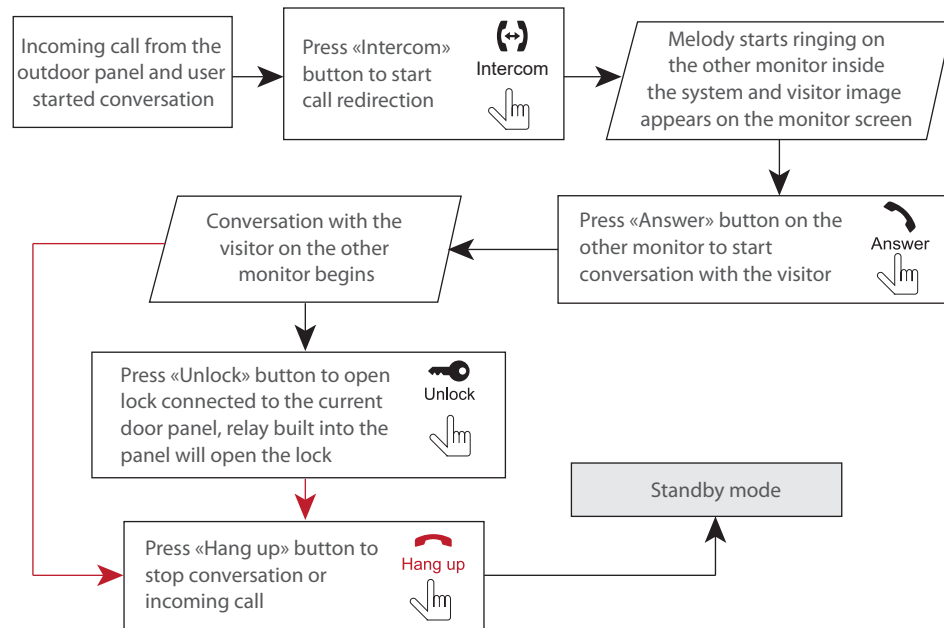 Incoming call from the
outdoor panel and user
started conversation
Press «Intercom»
button to start
call redirection
Intercom
Melody starts ringing on
the other monitor inside
the system and visitor image
appears on the monitor screen
Press «Answer» button on the
other monitor to start
conversation with the visitor
Answer
Conversation with the
visitor on the other
monitor begins
Press «Unlock» button to open
lock connected to the current
door panel, relay built into the
panel will open the lock
Unlock
Press «Hang up» button to
stop conversation or
incoming call
Hang up
Standby mode